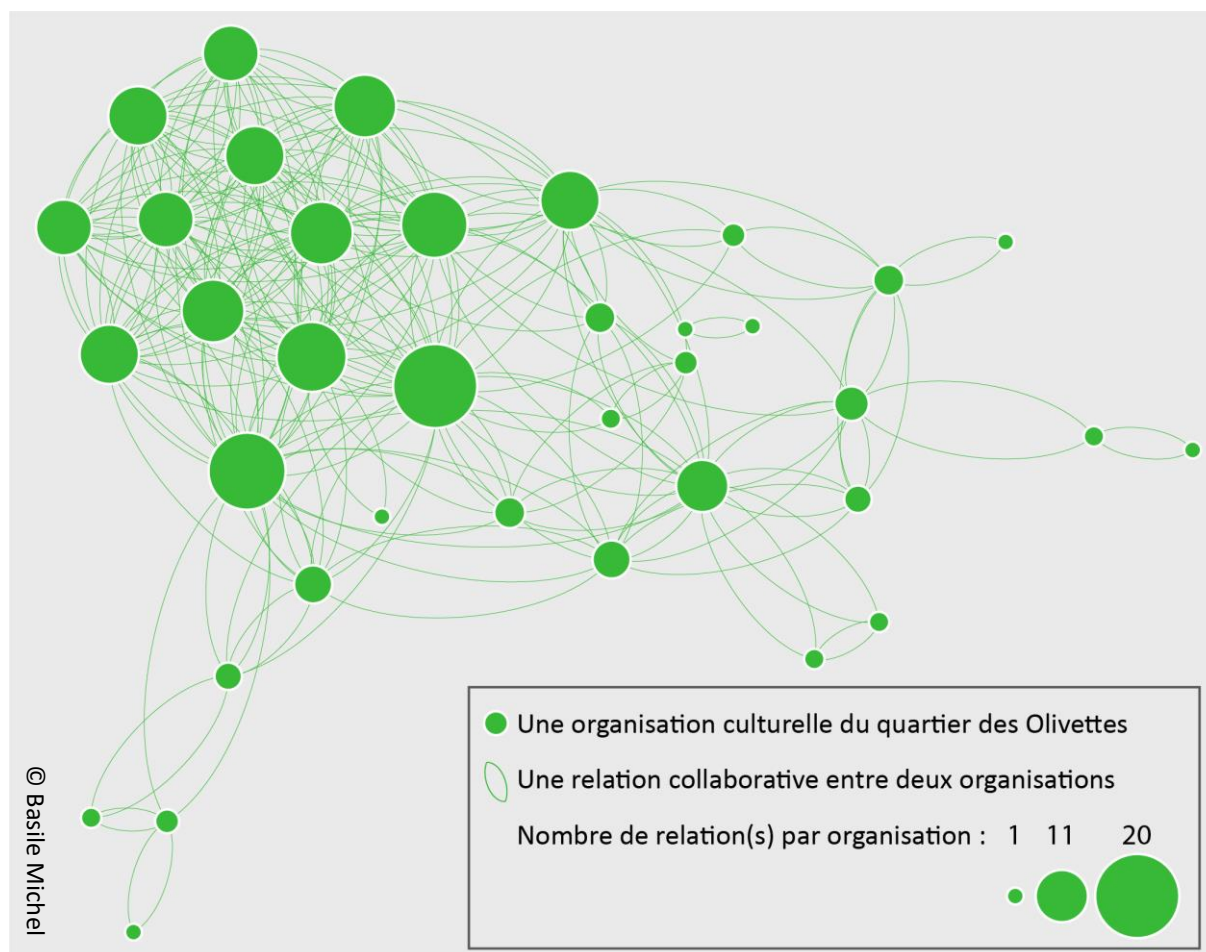 Une organisation culturelle du quartier des Olivettes
Une relation collaborative entre deux organisations
Nombre de relation(s) par organisation : 1 11 20
© Basile Michel